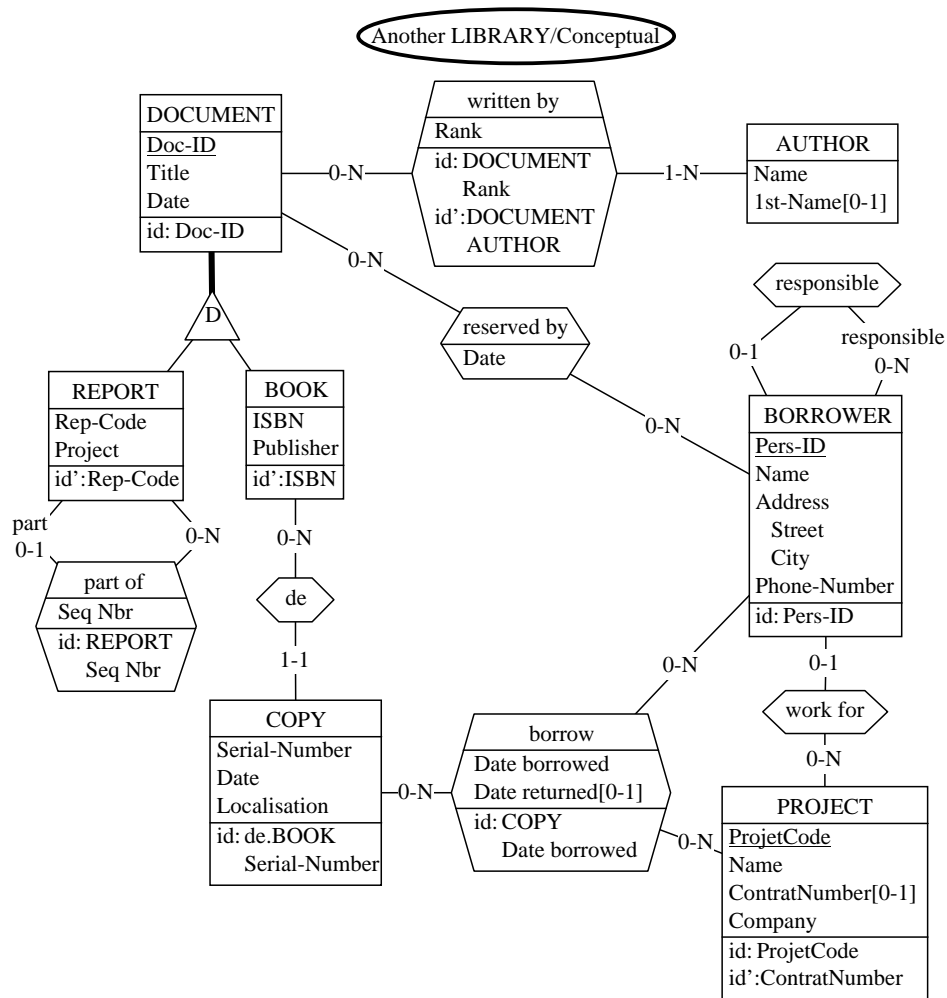 Another LIBRARY/Conceptual
DOCUMENT
Doc-ID
Title
Date
id: Doc-ID
0-N
written by
Rank
id: DOCUMENT
Rank
id':DOCUMENT
AUTHOR
1-N
AUTHOR
Name
1st-Name[0-1]
0-N
reserved by
Date
0-N
responsible
0-1
responsible
0-N
D
REPORT
Rep-Code
Project
id':Rep-Code
BOOK
ISBN
Publisher
id':ISBN
BORROWER
Pers-ID
Name
Address
Street
City
Phone-Number
id: Pers-ID
part
0-1
0-N
part of
Seq Nbr
id: REPORT
Seq Nbr
0-N
de
1-1
COPY
Serial-Number
Date
Localisation
id: de.BOOK
Serial-Number
0-N
borrow
Date borrowed
Date returned[0-1]
id: COPY
Date borrowed
0-N
0-N
0-1
work for
0-N
PROJECT
ProjetCode
Name
ContratNumber[0-1]
Company
id: ProjetCode
id':ContratNumber